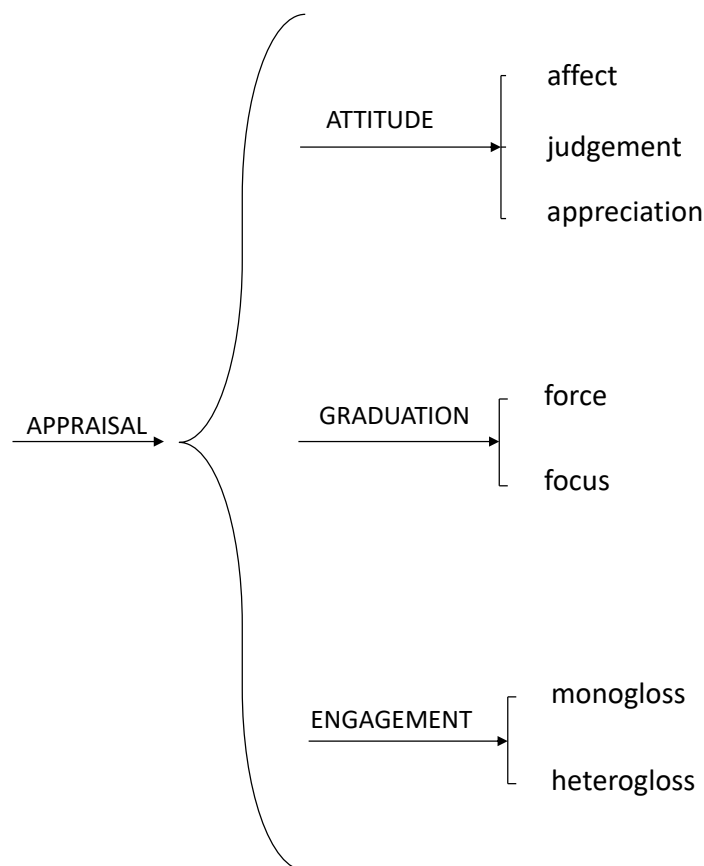 affect
ATTITUDE
judgement
appreciation
force
APPRAISAL
GRADUATION
focus
monogloss
ENGAGEMENT
heterogloss